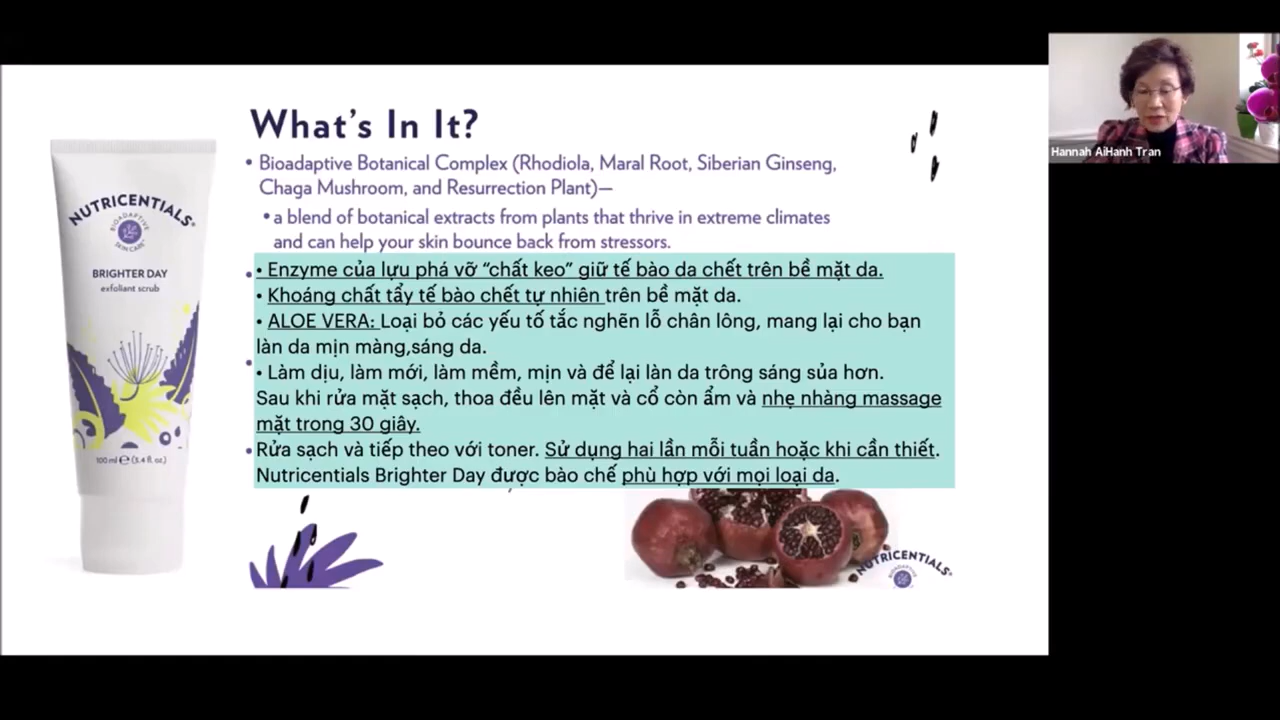 What's In It?
• Bioadaptive Botanical Complex (Rhodiola, Maral Root, Siberian Ginseng,
Chaga Mushroom, and Resurrection Plant)—
• a blend of botanical extracts from plants that thrive in extreme climates
and can help your skin bounce back from stressors.
• Enzyme của lựu phá vỡ “chất keo” giữ tế bào da chết trên bề mặt da.
• Khoáng chất tẩy tế bào chết tự nhiên trên bề mặt da.
• ALOE VERA: Loại bỏ các yếu tố tắc nghẽn lỗ chân lông, mang lại cho bạn
làn da mịn màng,sáng da.
• Làm dịu, làm mới, làm mềm, mịn và để lại làn da trông sáng sủa hơn.
Sau khi rửa mặt sạch, thoa đều lên mặt và cổ còn ẩm và nhẹ nhàng massage
mặt trong 30 giây.
Rửa sạch và tiếp theo với toner. Sử dụng hai lần mỗi tuần hoặc khi cần thiết.
Nutricentials Brighter Day được bào chế phù hợp với mọi loại da.
NUTRICENTIALS®
BIOADAPTIVE
SKIN CARE™
BRIGHTER DAY
exfoliant scrub
100 ml e (3.4 fl. oz.)
NUTRICENTIALS®
BIOADAPTIVE
Hannah AiHanh Tran